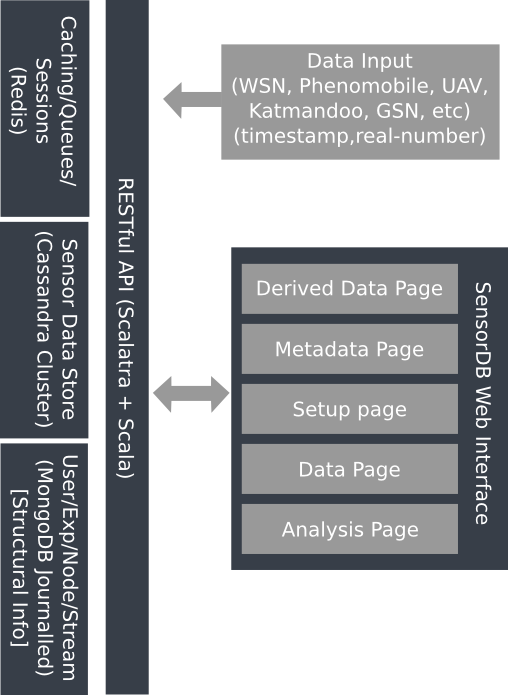 Caching/Queues/
Sessions
(Redis)
Sensor Data Store
(Cassandra Cluster)
User/Exp/Node/Stream
(MongoDB Journalled)
[Structural Info]
RESTful API (Scalatra + Scala)
Data Input
(WSN, Phenomobile, UAV,
Katmandoo, GSN, etc)
(timestamp,real-number)
Derived Data Page
Metadata Page
Setup page
Data Page
Analysis Page
SensorDB Web Interface